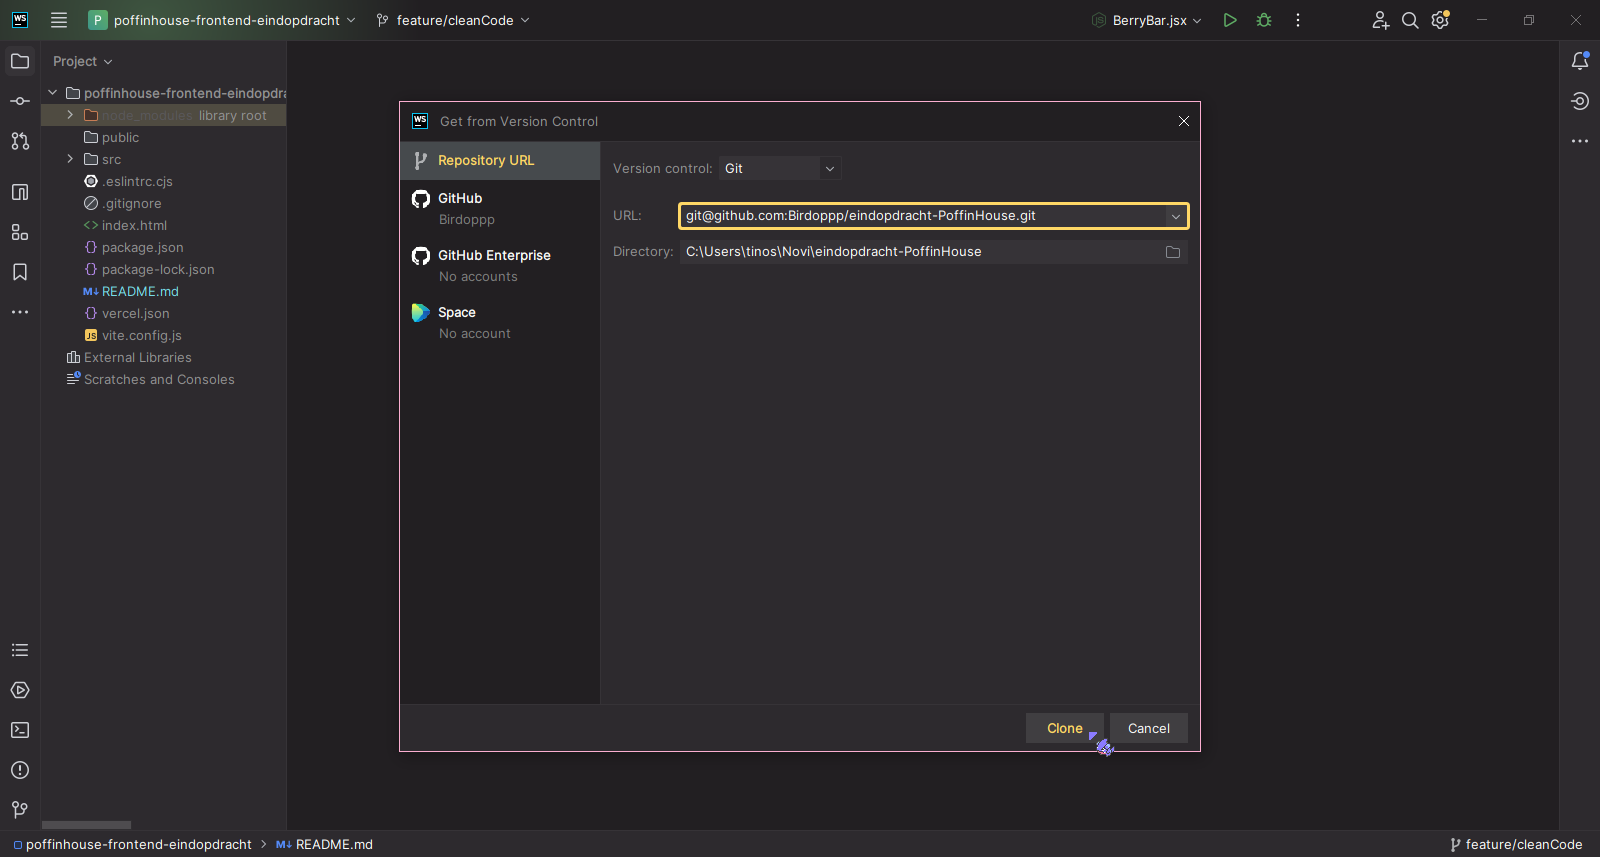 WS
P poffinhouse-frontend-eindopdracht
feature/cleanCode
BerryBar.jsx
Project
poffinhouse-frontend-eindopdra
node_modules library root
public
src
.eslintrc.cjs
.gitignore
index.html
package.json
package-lock.json
README.md
vercel.json
vite.config.js
External Libraries
Scratches and Consoles
Get from Version Control
Repository URL
GitHub
Birdoppp
GitHub Enterprise
No accounts
Space
No account
Version control: Git
URL: git@github.com:Birdoppp/eindopdracht-PoffinHouse.git
Directory: C:\Users\tinos\Novi\eindopdracht-PoffinHouse
Clone
Cancel
poffinhouse-frontend-eindopdracht > M↓ README.md
feature/cleanCode